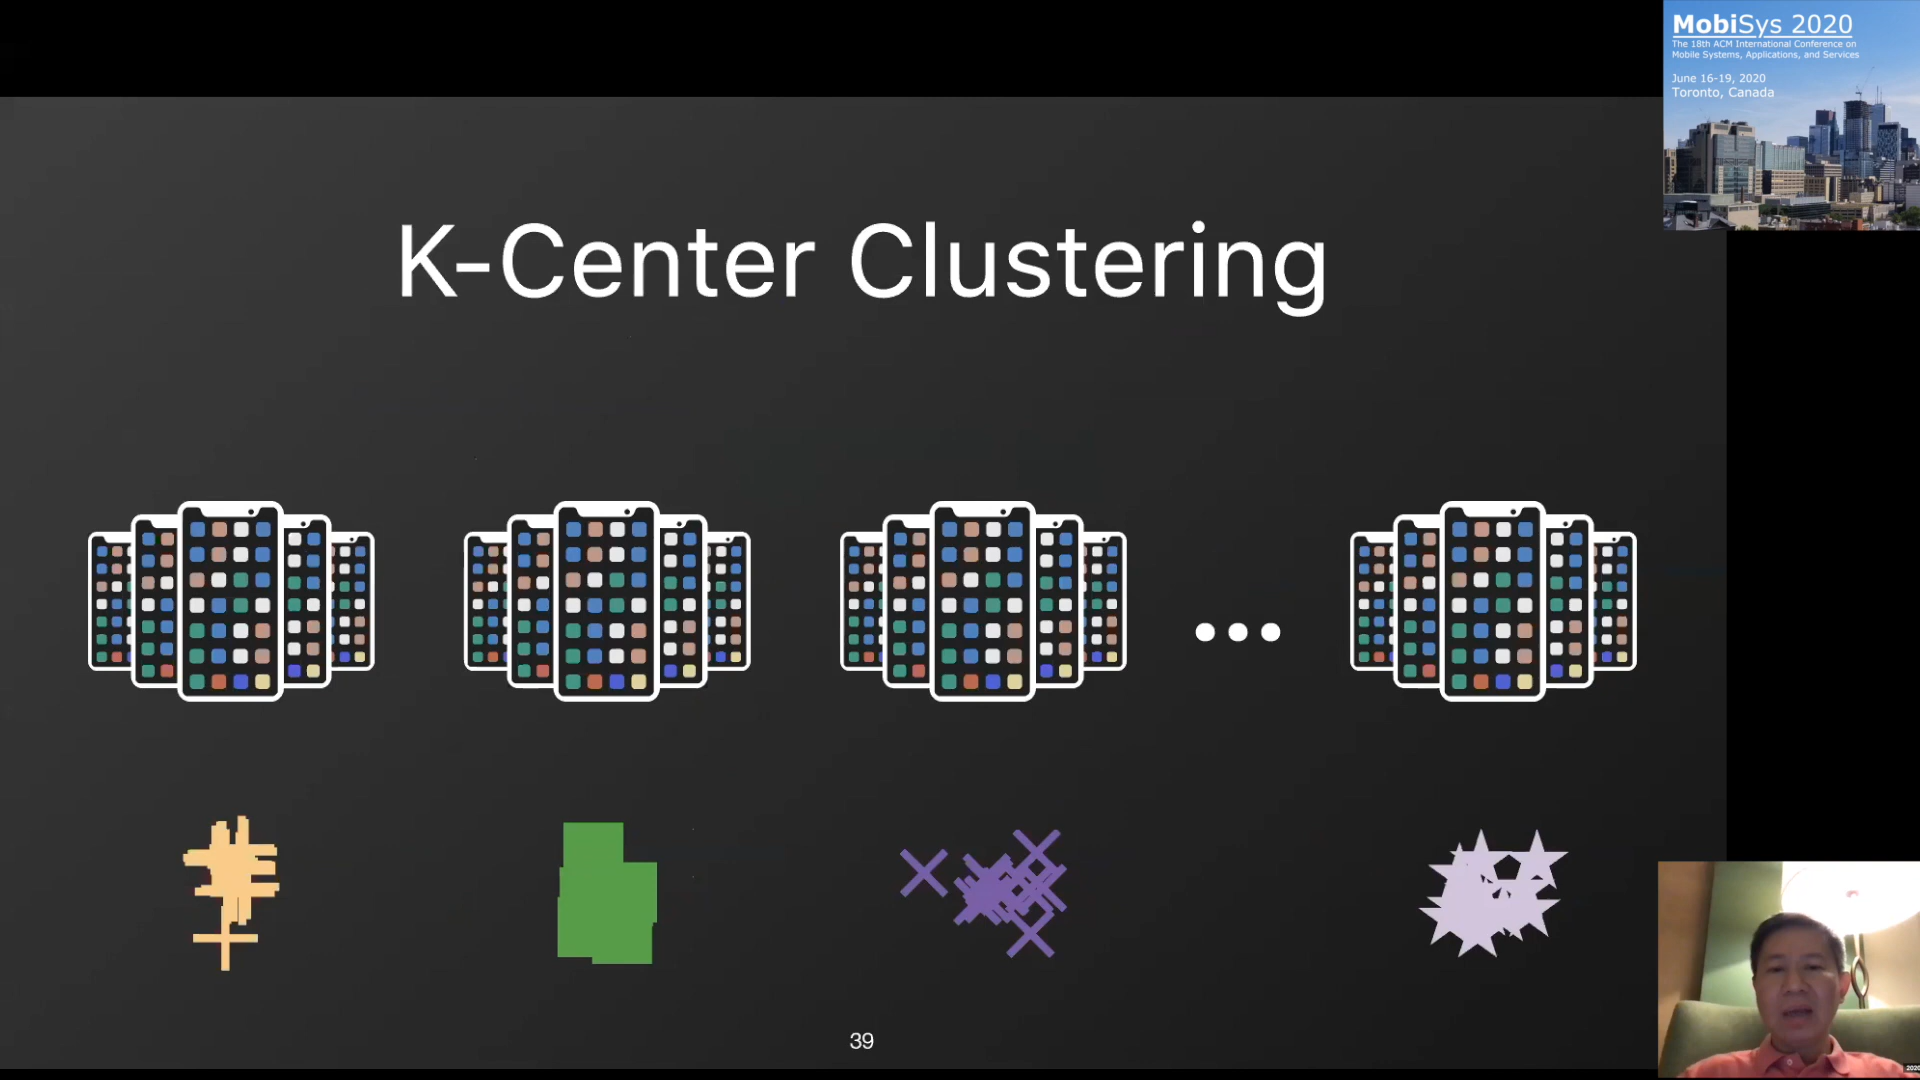 MobiSys 2020
The 18th ACM International Conference on
Mobile Systems, Applications, and Services
June 16-19, 2020
Toronto, Canada
K-Center Clustering
39